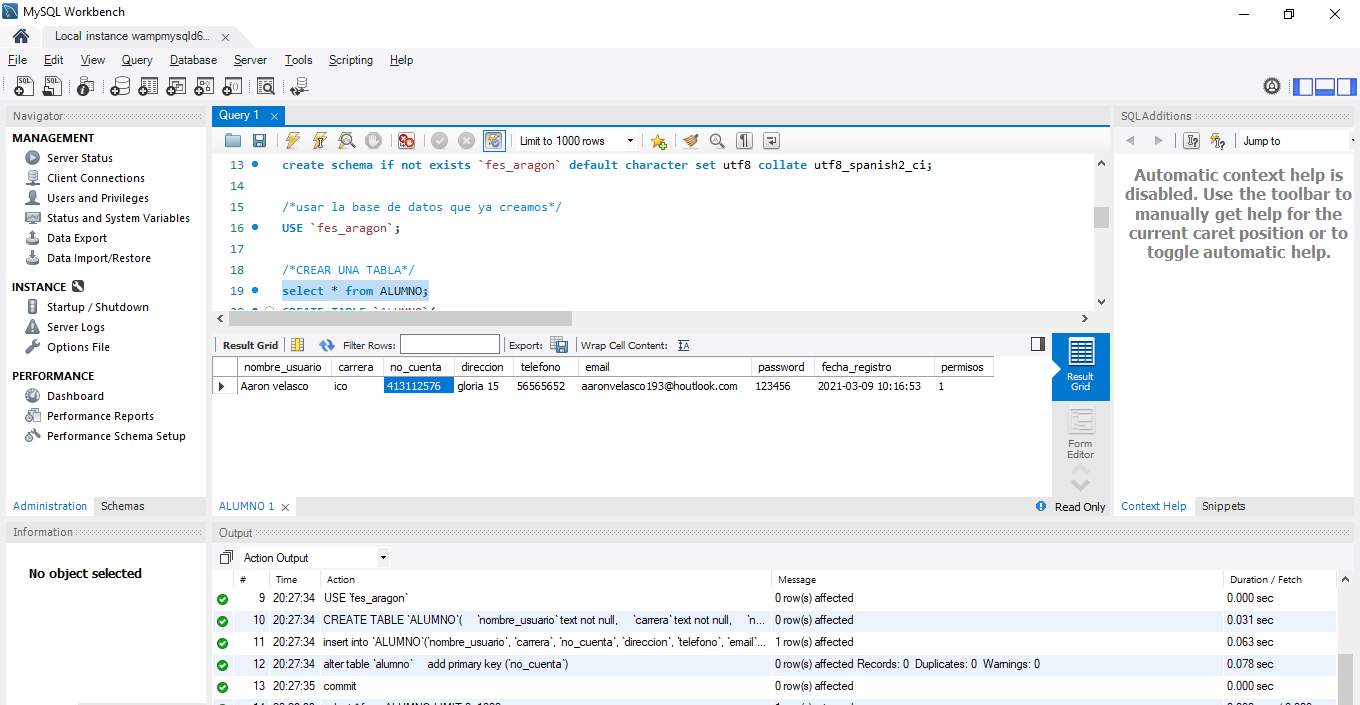 MySQL Workbench
Local instance wampmysqld6...
File Edit View Query Database Server Tools Scripting Help
Navigator
MANAGEMENT
Server Status
Client Connections
Users and Privileges
Status and System Variables
Data Export
Data Import/Restore
INSTANCE
Startup / Shutdown
Server Logs
Options File
PERFORMANCE
Dashboard
Performance Reports
Performance Schema Setup
Administration Schemas
Information
No object selected
Query 1
Limit to 1000 rows
13 create schema if not exists `fes_aragon` default character set utf8 collate utf8_spanish2_ci;
14
15 /*usar la base de datos que ya creamos*/
16 USE `fes_aragon`;
17
18 /*CREAR UNA TABLA*/
19 select * from ALUMNO;
20 CREATE TABLE `ALUMNO`(
Result Grid Filter Rows: Export: Wrap Cell Content:
nombre_usuario carrera no_cuenta direccion telefono email password fecha_registro permisos
Aaron velasco ico 413112576 gloria 15 56565652 aaronvelasco193@houtlook.com 123456 2021-03-09 10:16:53 1
Result
Grid
Form
Editor
ALUMNO 1 Read Only
SQLAdditions
Jump to
Automatic context help is
disabled. Use the toolbar to
manually get help for the
current caret position or to
toggle automatic help.
Context Help Snippets
Output
Action Output
# Time Action Message Duration / Fetch
9 20:27:34 USE `fes_aragon` 0 row(s) affected 0.000 sec
10 20:27:34 CREATE TABLE `ALUMNO`( `nombre_usuario` text not null, `carrera` text not null, `n... 0 row(s) affected 0.031 sec
11 20:27:34 insert into `ALUMNO`(`nombre_usuario`, `carrera`, `no_cuenta`, `direccion`, `telefono`, `email`... 1 row(s) affected 0.063 sec
12 20:27:34 alter table `alumno` add primary key (`no_cuenta`) 0 row(s) affected Records: 0 Duplicates: 0 Warnings: 0 0.078 sec
13 20:27:35 commit 0 row(s) affected 0.000 sec